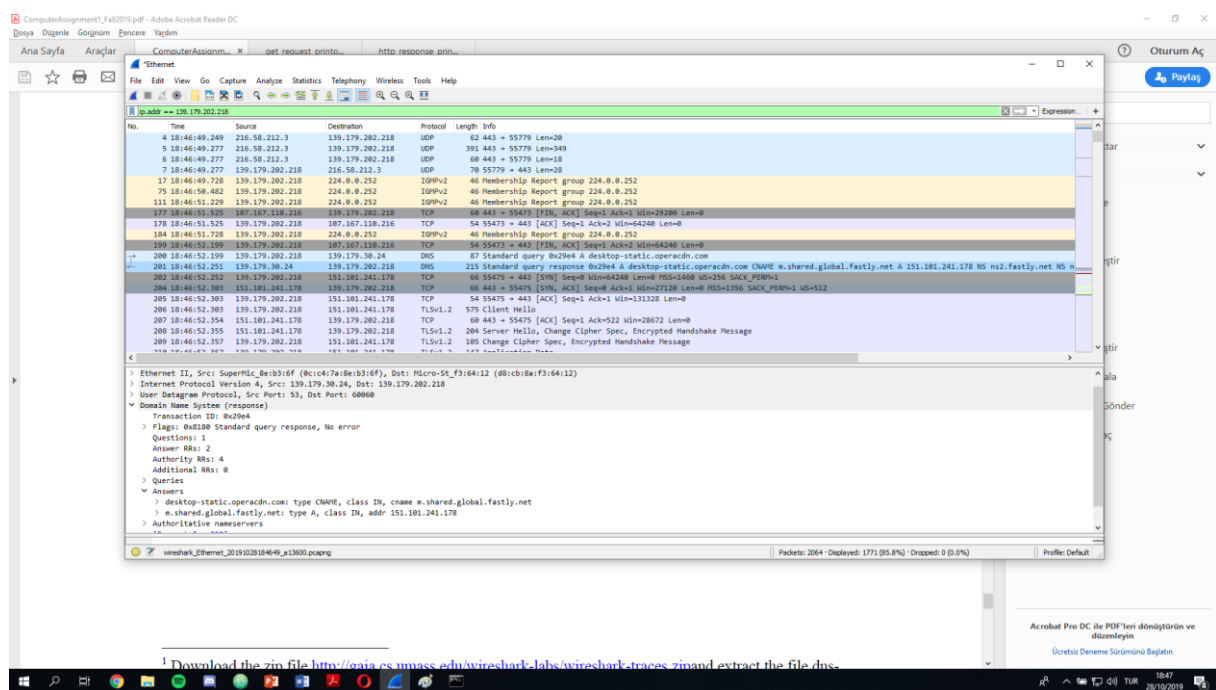 ComputerAssignment1_Fall2019.pdf - Adobe Acrobat Reader DC
Dosya Düzenle Görünüm Pencere Yardım
Ana Sayfa Araçlar ComputerAssignm... × get request printo... http response prin... Oturum Aç
Paylaş
*Ethernet
File Edit View Go Capture Analyze Statistics Telephony Wireless Tools Help
ip.addr == 139.179.202.218 Expression... +
No. Time Source Destination Protocol Length Info
4 18:46:49.249 216.58.212.3 139.179.202.218 UDP 62 443 → 55779 Len=20
5 18:46:49.277 216.58.212.3 139.179.202.218 UDP 391 443 → 55779 Len=349
6 18:46:49.277 216.58.212.3 139.179.202.218 UDP 60 443 → 55779 Len=18
7 18:46:49.277 139.179.202.218 216.58.212.3 UDP 70 55779 → 443 Len=28
17 18:46:49.728 139.179.202.218 224.0.0.252 IGMPv2 46 Membership Report group 224.0.0.252
75 18:46:50.482 139.179.202.218 224.0.0.252 IGMPv2 46 Membership Report group 224.0.0.252
111 18:46:51.229 139.179.202.218 224.0.0.252 IGMPv2 46 Membership Report group 224.0.0.252
177 18:46:51.525 107.167.110.216 139.179.202.218 TCP 60 443 → 55473 [FIN, ACK] Seq=1 Ack=1 Win=29200 Len=0
178 18:46:51.525 139.179.202.218 107.167.110.216 TCP 54 55473 → 443 [ACK] Seq=1 Ack=2 Win=64240 Len=0
184 18:46:51.728 139.179.202.218 224.0.0.252 IGMPv2 46 Membership Report group 224.0.0.252
199 18:46:52.199 139.179.202.218 107.167.110.216 TCP 54 55473 → 443 [FIN, ACK] Seq=1 Ack=2 Win=64240 Len=0
200 18:46:52.199 139.179.202.218 139.179.30.24 DNS 87 Standard query 0x29e4 A desktop-static.operacdn.com
201 18:46:52.251 139.179.30.24 139.179.202.218 DNS 215 Standard query response 0x29e4 A desktop-static.operacdn.com CNAME m.shared.global.fastly.net A 151.101.241.178 NS ns2.fastly.net NS n
202 18:46:52.252 139.179.202.218 151.101.241.178 TCP 66 55475 → 443 [SYN] Seq=0 Win=64240 Len=0 MSS=1460 WS=256 SACK_PERM=1
204 18:46:52.303 151.101.241.178 139.179.202.218 TCP 66 443 → 55475 [SYN, ACK] Seq=0 Ack=1 Win=27120 Len=0 MSS=1356 SACK_PERM=1 WS=512
205 18:46:52.303 139.179.202.218 151.101.241.178 TCP 54 55475 → 443 [ACK] Seq=1 Ack=1 Win=131328 Len=0
206 18:46:52.303 139.179.202.218 151.101.241.178 TLSv1.2 575 Client Hello
207 18:46:52.354 151.101.241.178 139.179.202.218 TCP 60 443 → 55475 [ACK] Seq=1 Ack=522 Win=28672 Len=0
208 18:46:52.355 151.101.241.178 139.179.202.218 TLSv1.2 204 Server Hello, Change Cipher Spec, Encrypted Handshake Message
209 18:46:52.357 139.179.202.218 151.101.241.178 TLSv1.2 105 Change Cipher Spec, Encrypted Handshake Message
tar
e
ştir
ştir
ala
Gönder
Ethernet II, Src: SuperMic_8e:b3:6f (0c:c4:7a:8e:b3:6f), Dst: Micro-St_f3:64:12 (d8:cb:8a:f3:64:12)
Internet Protocol Version 4, Src: 139.179.30.24, Dst: 139.179.202.218
User Datagram Protocol, Src Port: 53, Dst Port: 60060
Domain Name System (response)
Transaction ID: 0x29e4
Flags: 0x8180 Standard query response, No error
Questions: 1
Answer RRs: 2
Authority RRs: 4
Additional RRs: 0
Queries
Answers
desktop-static.operacdn.com: type CNAME, class IN, cname m.shared.global.fastly.net
m.shared.global.fastly.net: type A, class IN, addr 151.101.241.178
Authoritative nameservers
wireshark_Ethernet_20191028184649_a13600.pcapng Packets: 2064 · Displayed: 1771 (85.8%) · Dropped: 0 (0.0%) Profile: Default
Acrobat Pro DC ile PDF'leri dönüştürün ve
düzenleyin
Ücretsiz Deneme Sürümünü Başlatın
1 Download the zip file http://gaia.cs.umass.edu/wireshark-labs/wireshark-traces.zipand extract the file dns-
TUR 18:47
28/10/2019